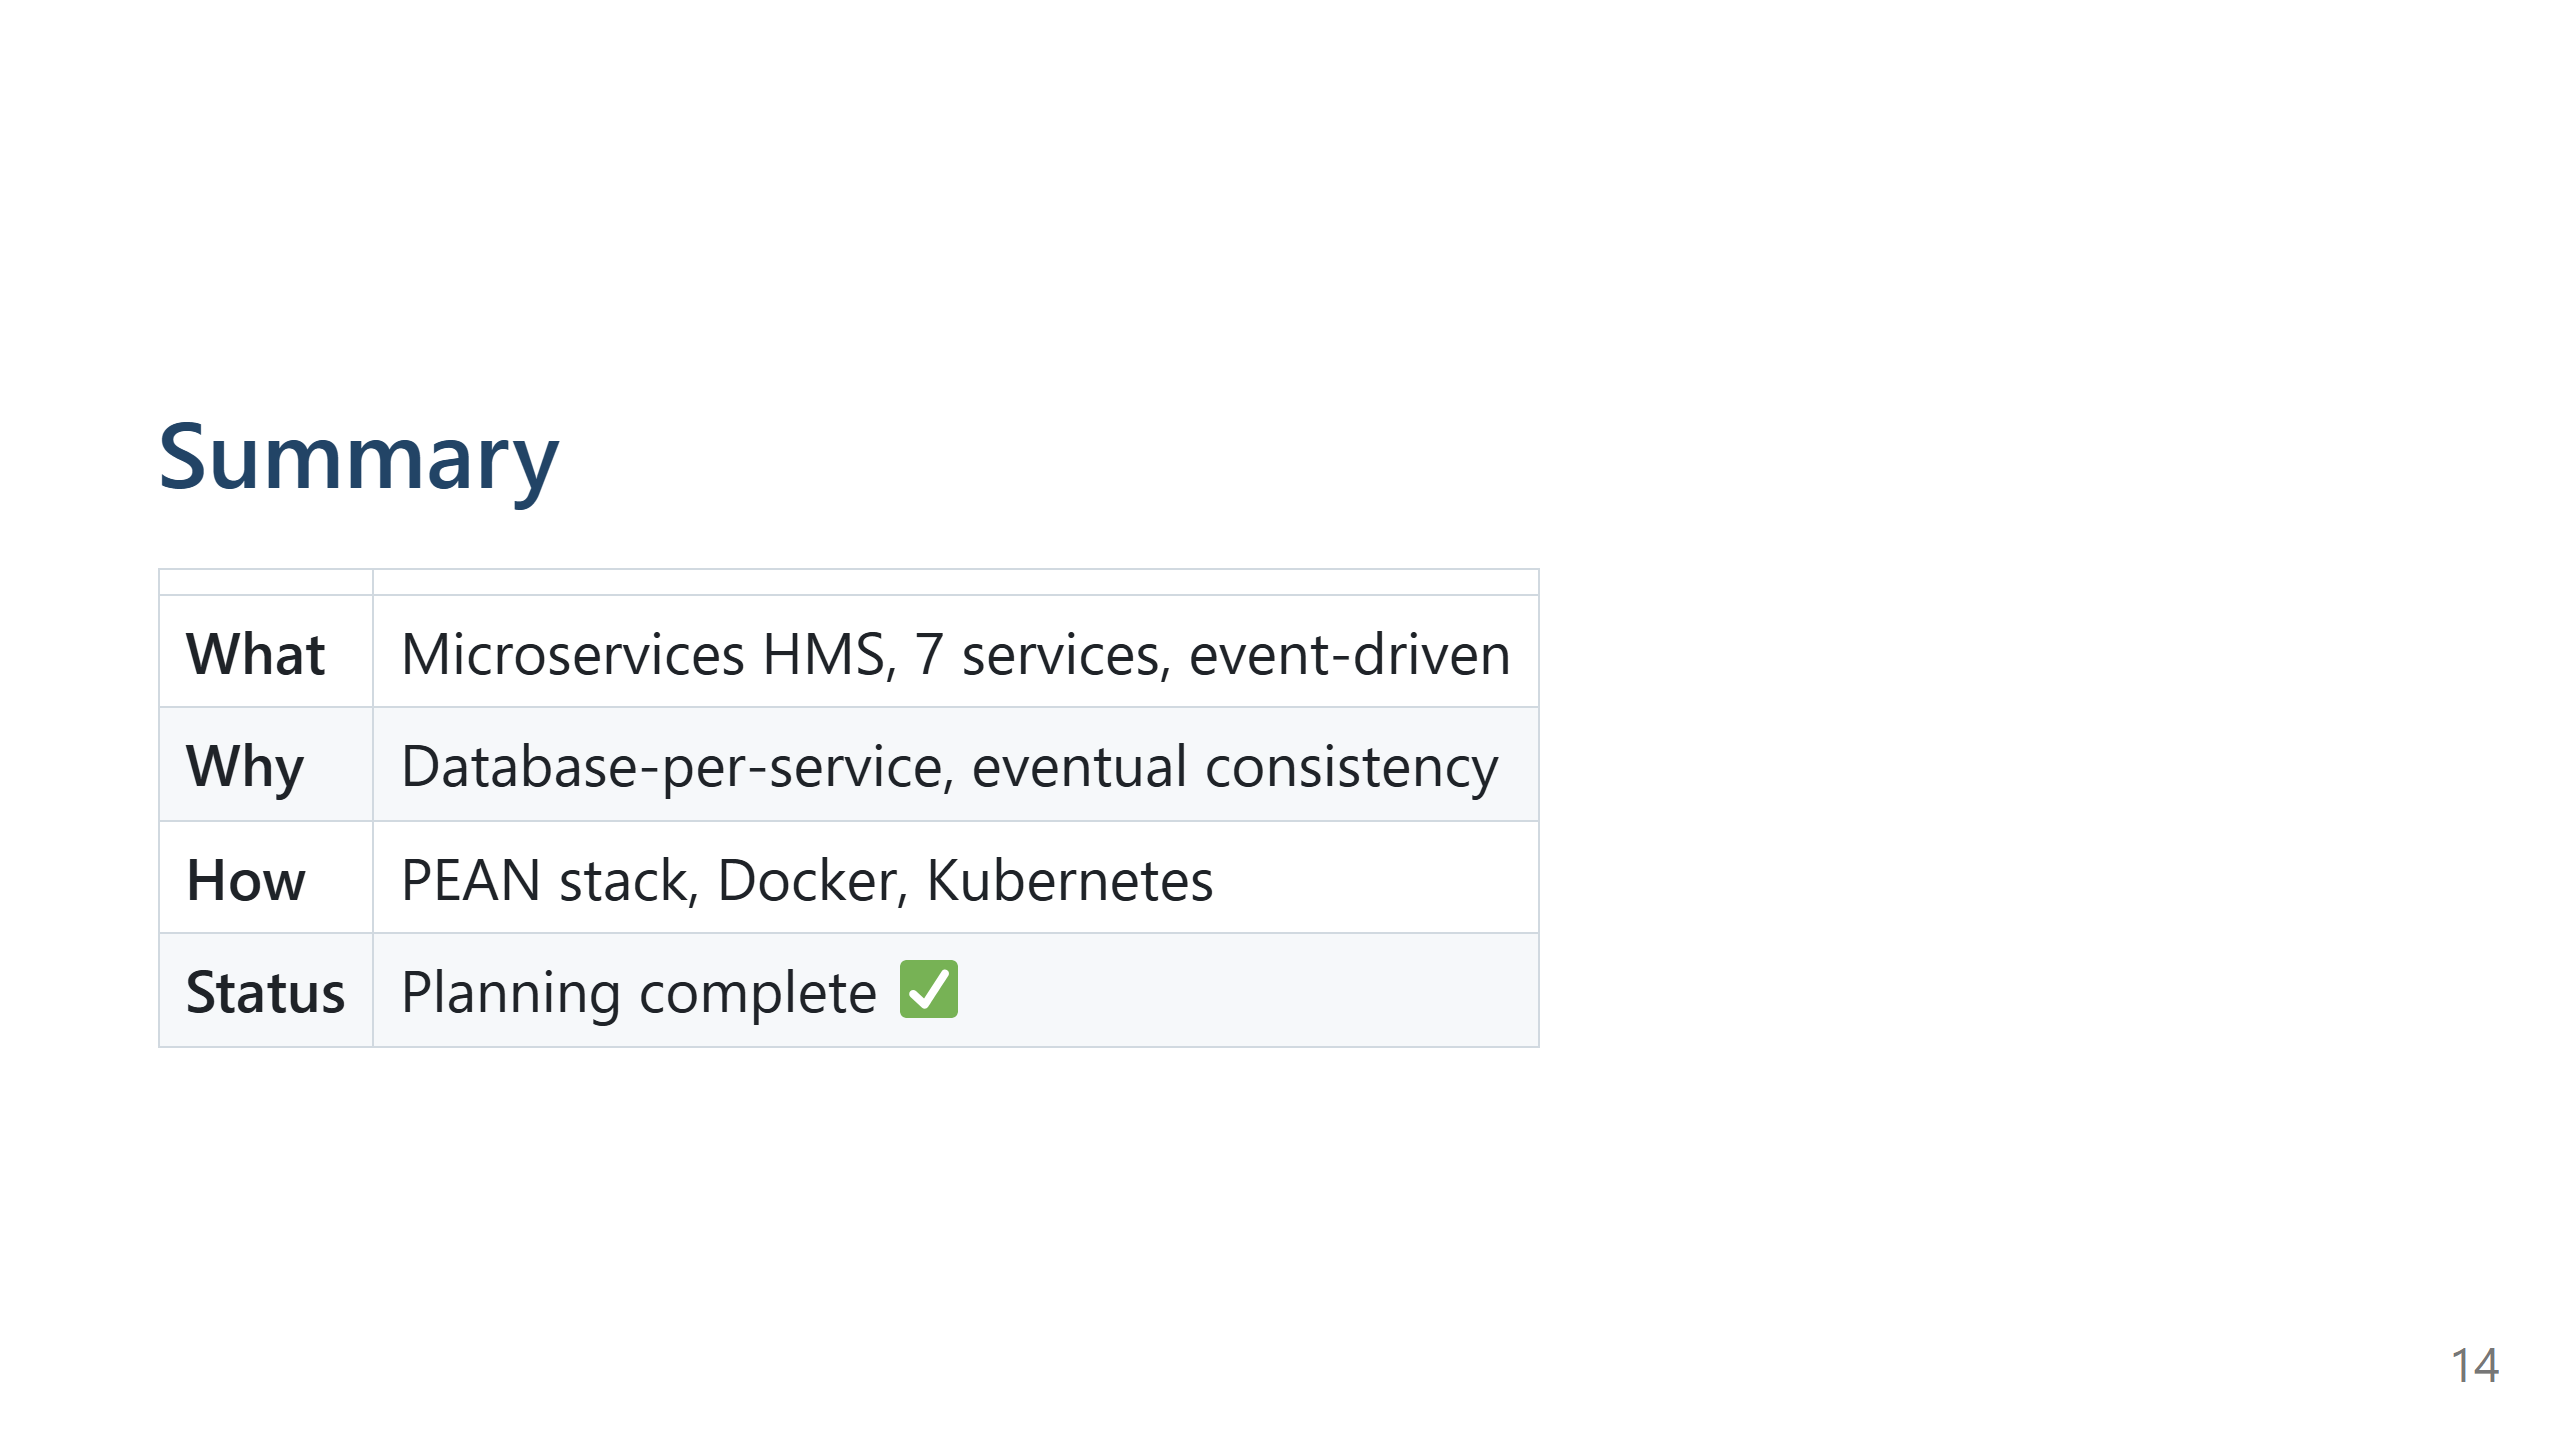 Summary
What Microservices HMS, 7 services, event-driven
Why Database-per-service, eventual consistency
How PEAN stack, Docker, Kubernetes
Status Planning complete ✅
14